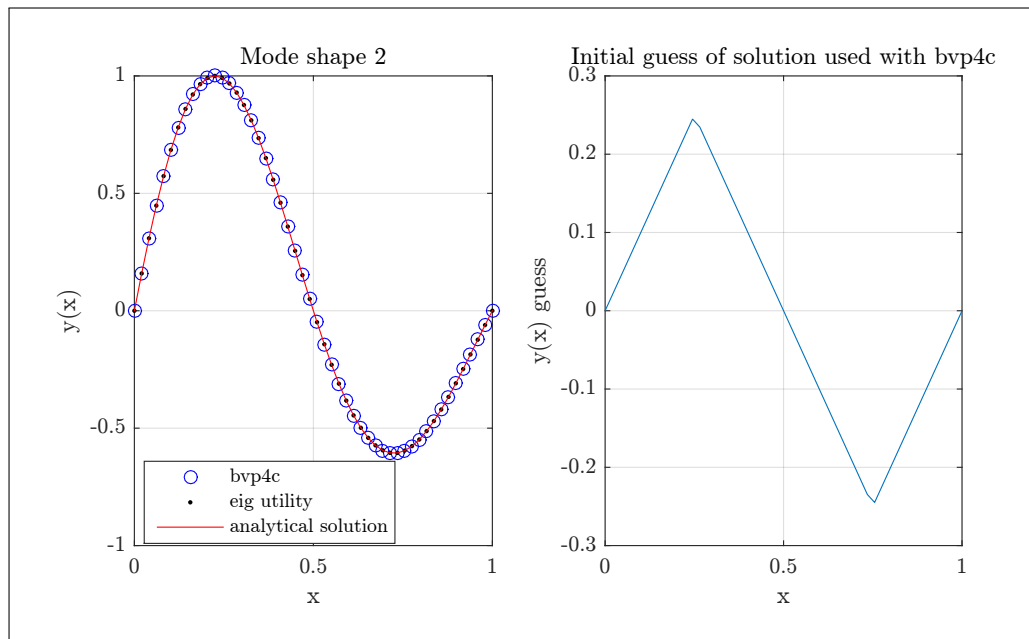 Mode shape 2
1
0.5
0
-0.5
-1
y(x)
bvp4c
eig utility
analytical solution
0
0.5
1
x
Initial guess of solution used with bvp4c
0.3
0.2
0.1
0
-0.1
-0.2
-0.3
y(x) guess
0
0.5
1
x